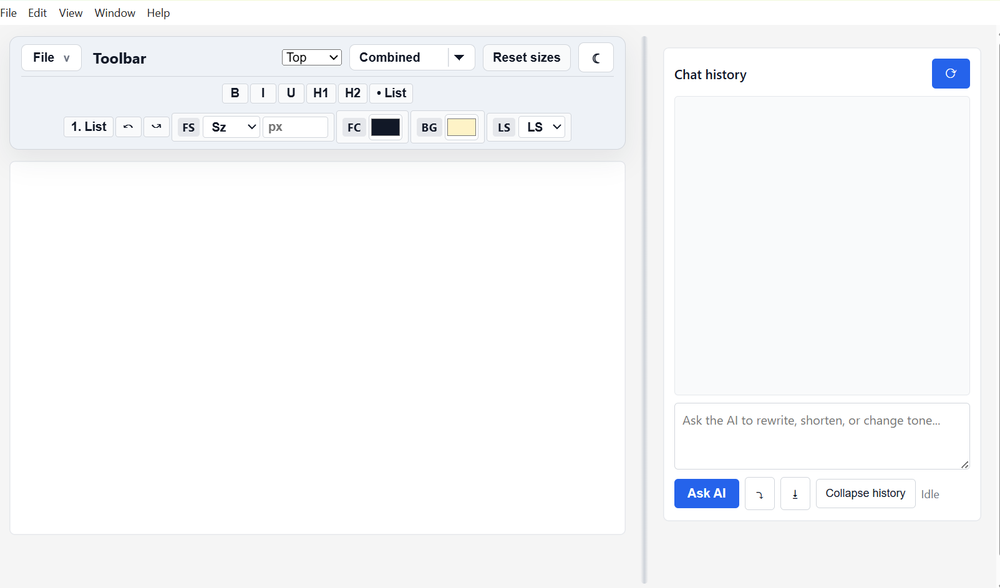 File Edit View Window Help
File v Toolbar Top Combined Reset sizes
B I U H1 H2 • List
1. List FS Sz px FC BG LS LS
Chat history
Ask the AI to rewrite, shorten, or change tone...
Ask AI Collapse history Idle